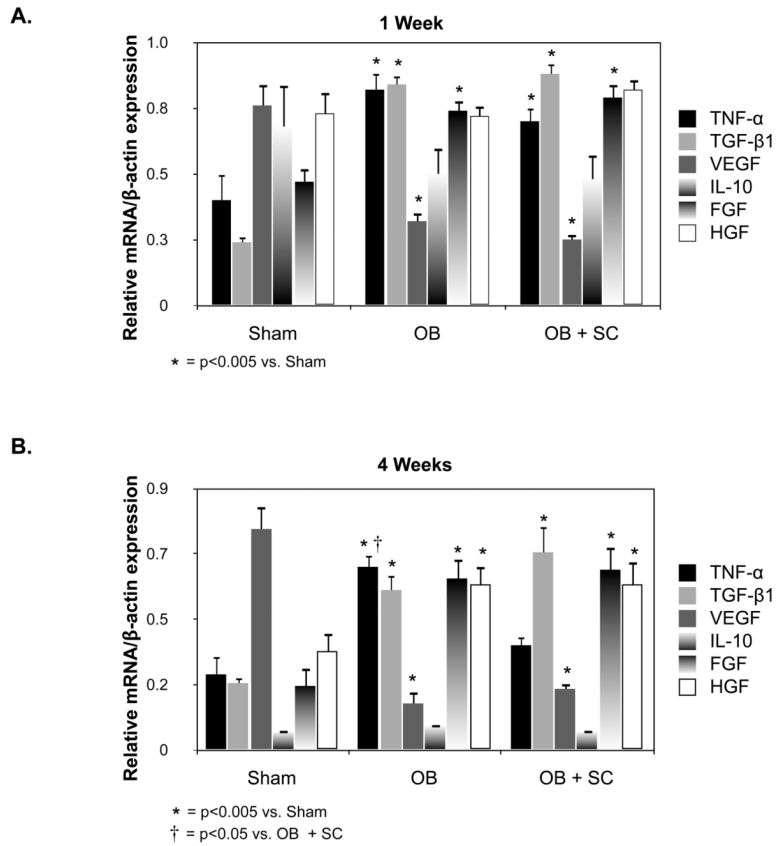 A.
1 Week
Relative mRNA/β-actin expression
1.0
0.8
0.5
0.3
0
* * *
*
* * *
*
Sham OB OB + SC
* = p<0.005 vs. Sham
TNF-α
TGF-β1
VEGF
IL-10
FGF
HGF
B.
4 Weeks
Relative mRNA/β-actin expression
0.9
0.7
0.5
0.2
0
* † * * *
*
* * *
*
Sham OB OB + SC
* = p<0.005 vs. Sham
† = p<0.05 vs. OB + SC
TNF-α
TGF-β1
VEGF
IL-10
FGF
HGF